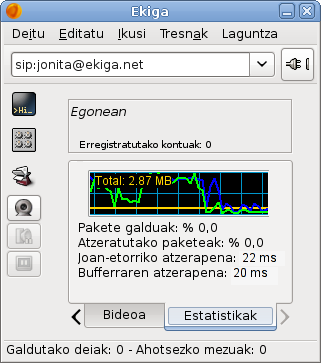 Ekiga
Deitu Editatu Ikusi Tresnak Laguntza
sip:jonita@ekiga.net
>Hi_
Egonean
Erregistratutako kontuak: 0
Total: 2.87 MB
Pakete galduak: % 0,0
Atzeratutako paketeak: % 0,0
Joan-etorriko atzerapena: 22 ms
Bufferraren atzerapena: 20 ms
Bideoa Estatistikak
Galdutako deiak: 0 - Ahotsezko mezuak: 0